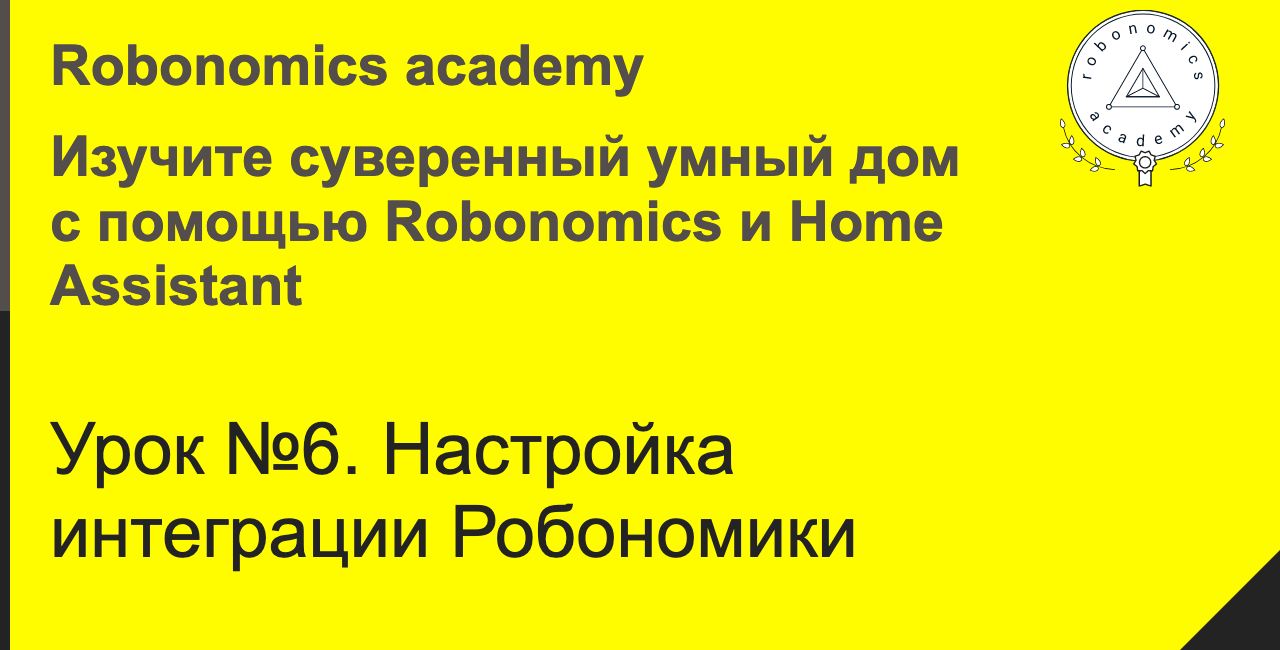 Robonomics academy
Изучите суверенный умный дом
с помощью Robonomics и Home
Assistant
Урок №6. Настройка
интеграции Робономики
robonomics
academy